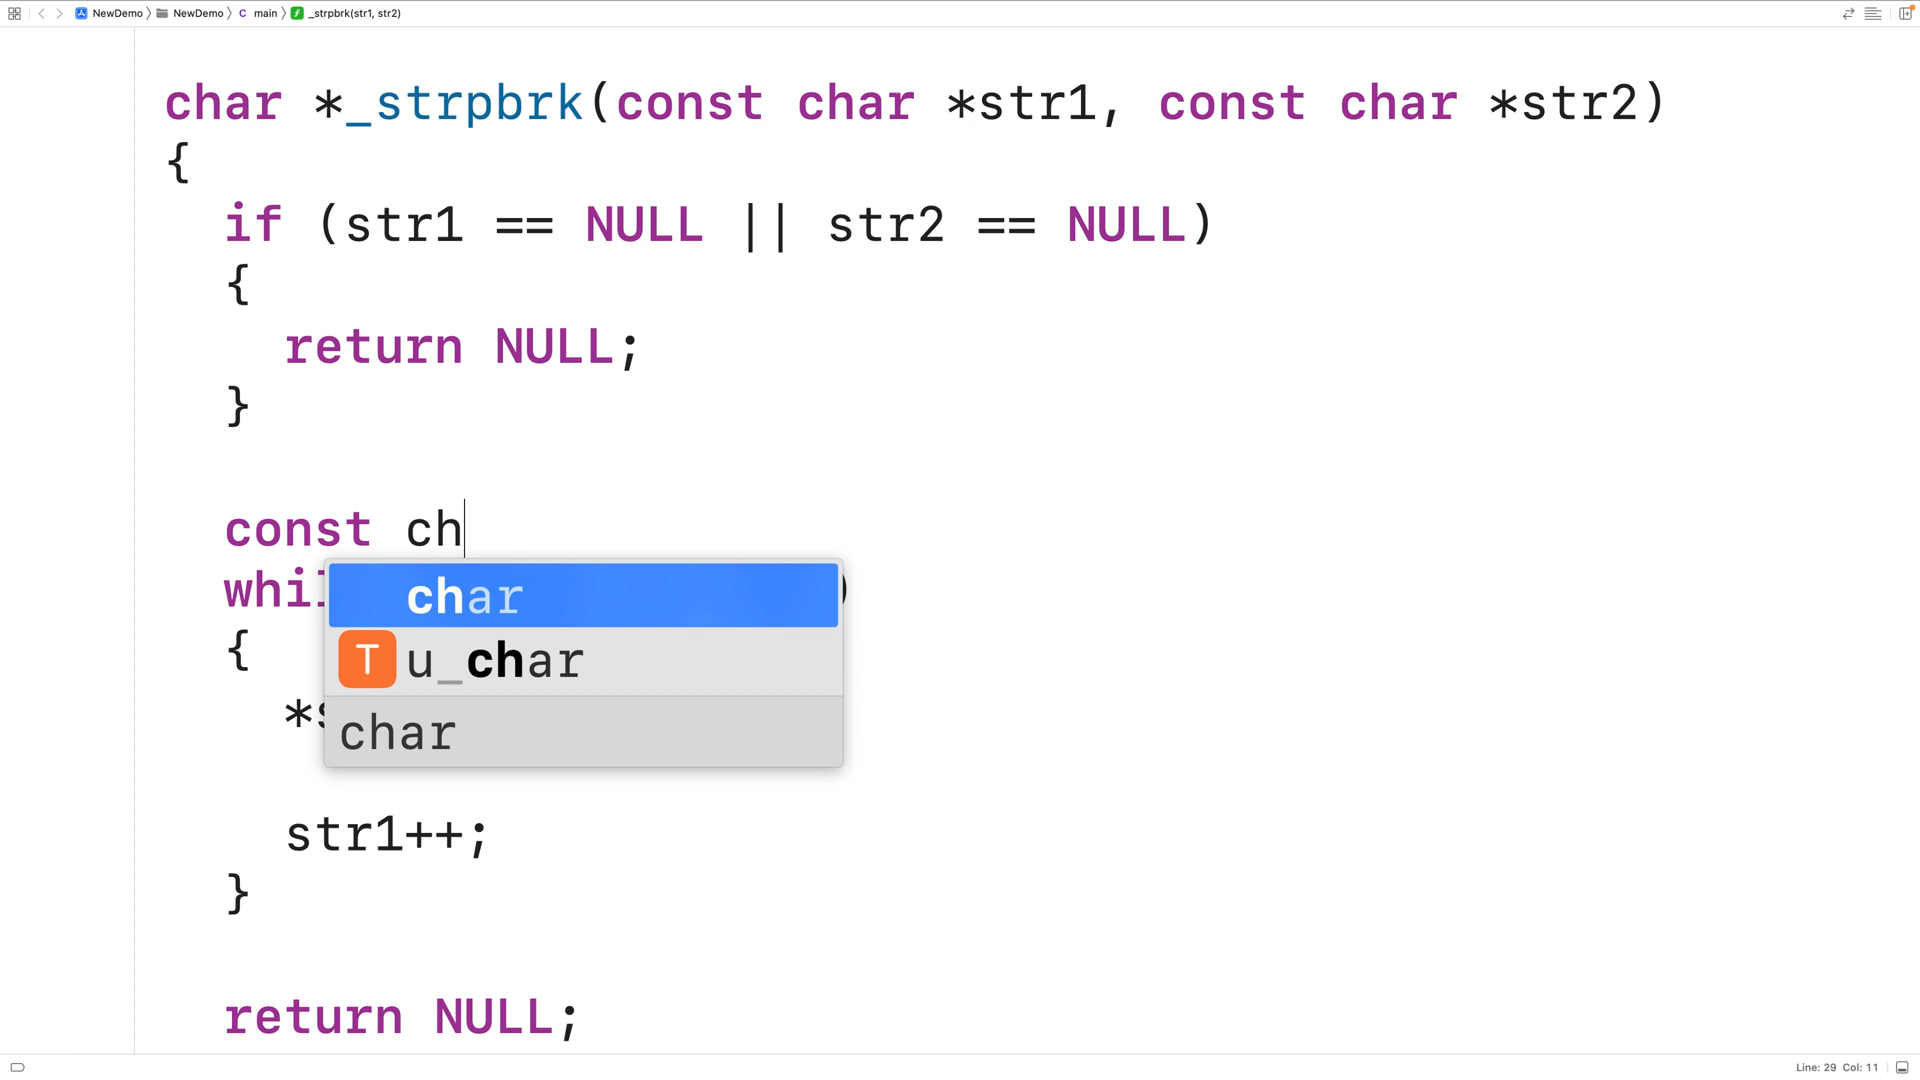 NewDemo NewDemo C main f _strpbrk(str1, str2)
char *_strpbrk(const char *str1, const char *str2)
{
if (str1 == NULL || str2 == NULL)
{
return NULL;
}
const ch
whil )
char
{
T u_char
*s
char
str1++;
}
return NULL;
Line: 29 Col: 11